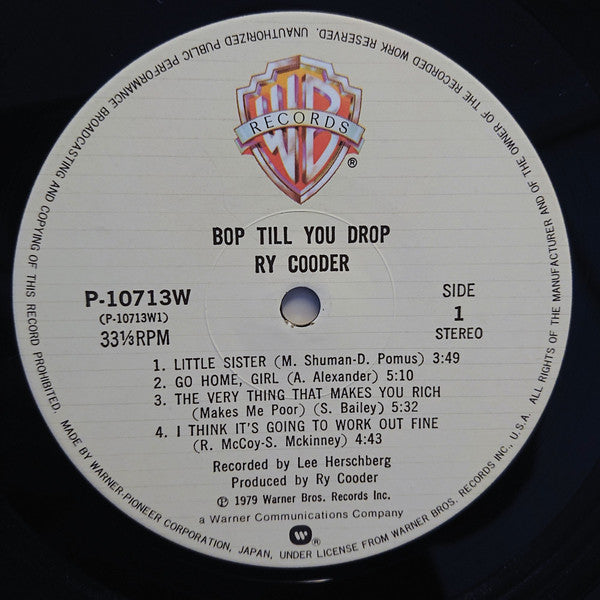 UNAUTHORIZED PUBLIC PERFORMANCE BROADCASTING AND COPYING OF THIS RECORD PROHIBITED. MADE BY WARNER-PIONEER CORPORATION, JAPAN, UNDER LICENSE FROM WARNER BROS. RECORDS INC., U.S.A. ALL RIGHTS OF THE MANUFACTURER AND OF THE OWNER OF THE RECORDED WORK RESERVED.
WB
RECORDS
®
BOP TILL YOU DROP
RY COODER
P-10713W
(P-10713W1)
33⅓RPM
SIDE
1
STEREO
1. LITTLE SISTER (M. Shuman-D. Pomus) 3:49
2. GO HOME, GIRL (A. Alexander) 5:10
3. THE VERY THING THAT MAKES YOU RICH
(Makes Me Poor) (S. Bailey) 5:32
4. I THINK IT'S GOING TO WORK OUT FINE
(R. McCoy-S. Mckinney) 4:43
Recorded by Lee Herschberg
Produced by Ry Cooder
℗ 1979 Warner Bros. Records Inc.
a Warner Communications Company
W®